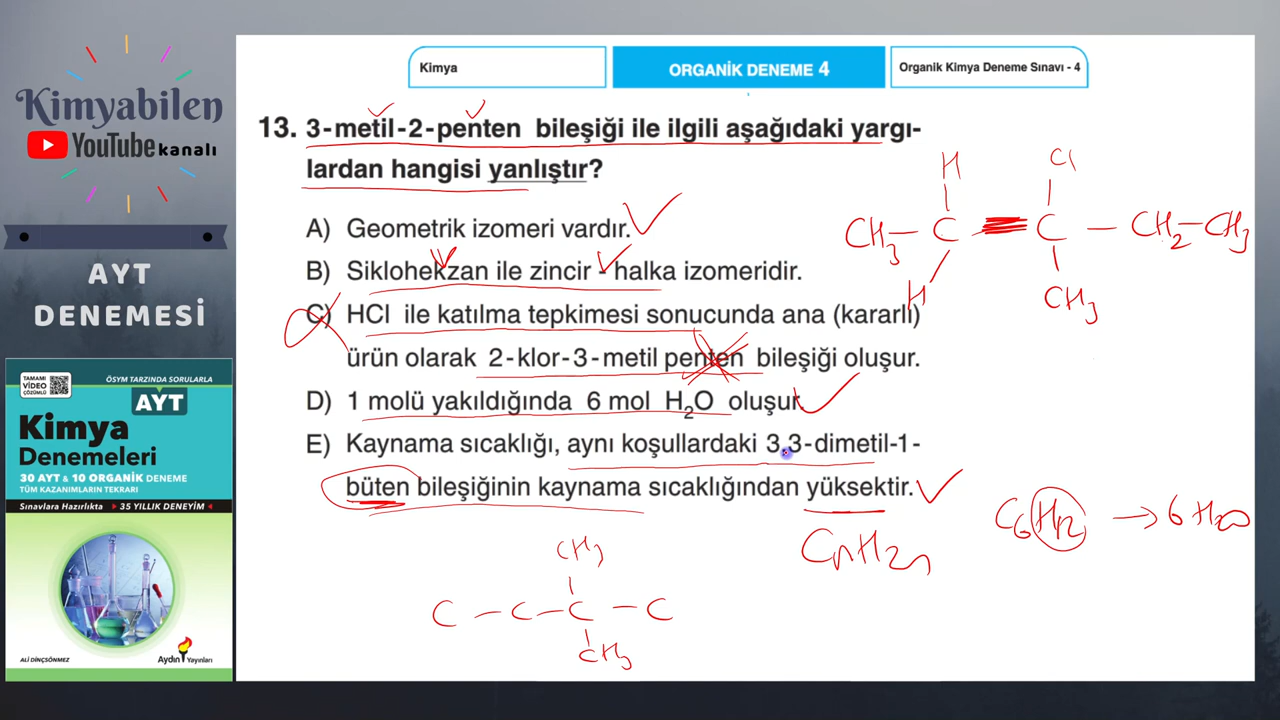 Kimyabilen
YouTube kanalı
AYT
DENEMESİ
TAMAMI
VİDEO
ÇÖZÜMLÜ
ÖSYM TARZINDA SORULARLA
AYT
Kimya
Denemeleri
30 AYT & 10 ORGANİK DENEME
TÜM KAZANIMLARIN TEKRARI
Sınavlara Hazırlıkta 35 YILLIK DENEYİM
ALİ DİNÇSÖNMEZ
Aydın Yayınları
Kimya
ORGANİK DENEME 4
Organik Kimya Deneme Sınavı - 4
13. 3-metil-2-penten bileşiği ile ilgili aşağıdaki yargı-
lardan hangisi yanlıştır?
A) Geometrik izomeri vardır.
B) Siklohekzan ile zincir - halka izomeridir.
C) HCl ile katılma tepkimesi sonucunda ana (kararlı)
ürün olarak 2-klor-3-metil penten bileşiği oluşur.
D) 1 molü yakıldığında 6 mol H₂O oluşur
E) Kaynama sıcaklığı, aynı koşullardaki 3,3-dimetil-1-
büten bileşiğinin kaynama sıcaklığından yüksektir.
H Cl
CH₃ — C = C — CH₂ — CH₃
H CH₃
C₆H₁₂ → 6 H₂O
CnH2n
CH₃
C — C — C — C
CH₃